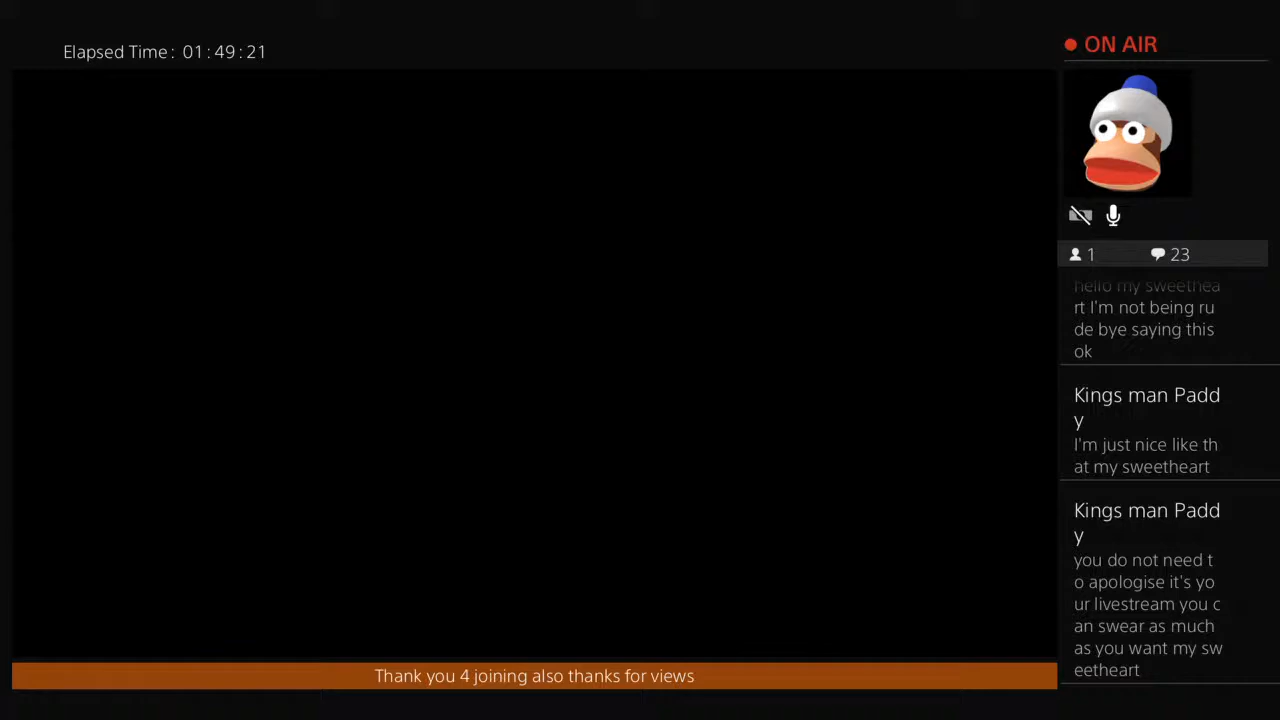 Elapsed Time: 01:49:21
ON AIR
1 23
hello my sweethea
rt I'm not being ru
de bye saying this
ok
Kings man Padd
y
I'm just nice like th
at my sweetheart
Kings man Padd
y
you do not need t
o apologise it's yo
ur livestream you c
an swear as much
as you want my sw
eetheart
Thank you 4 joining also thanks for views